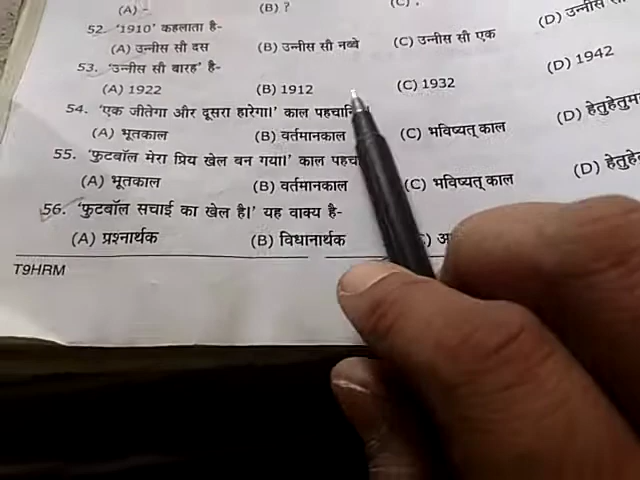 (A) -
(B) ?
(C) .
52. '1910' कहलाता है-
(A) उन्नीस सौ दस (B) उन्नीस सौ नब्बे (C) उन्नीस सौ एक (D) उन्नीस
53. 'उन्नीस सौ बारह' है-
(A) 1922 (B) 1912 (C) 1932 (D) 1942
54. 'एक जीतेगा और दूसरा हारेगा।' काल
(A) भूतकाल (B) वर्तमानकाल (C) भविष्यत् काल (D)
55. 'फुटबॉल मेरा प्रिय खेल बन गया।' काल
(A) भूतकाल (B) वर्तमानकाल (C) भविष्यत् काल (D)
56. 'फुटबॉल सचाई का खेल है।' यह वाक्य है-
(A) प्रश्नार्थक (B) विधानार्थक
T9HRM